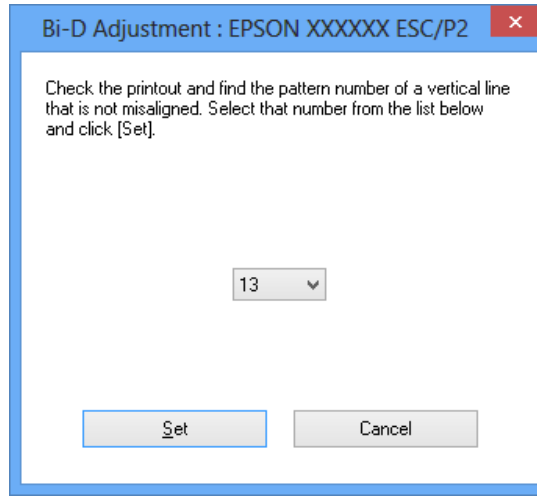 Bi-D Adjustment : EPSON XXXXXX ESC/P2
Check the printout and find the pattern number of a vertical line
that is not misaligned. Select that number from the list below
and click [Set].
13
Set
Cancel